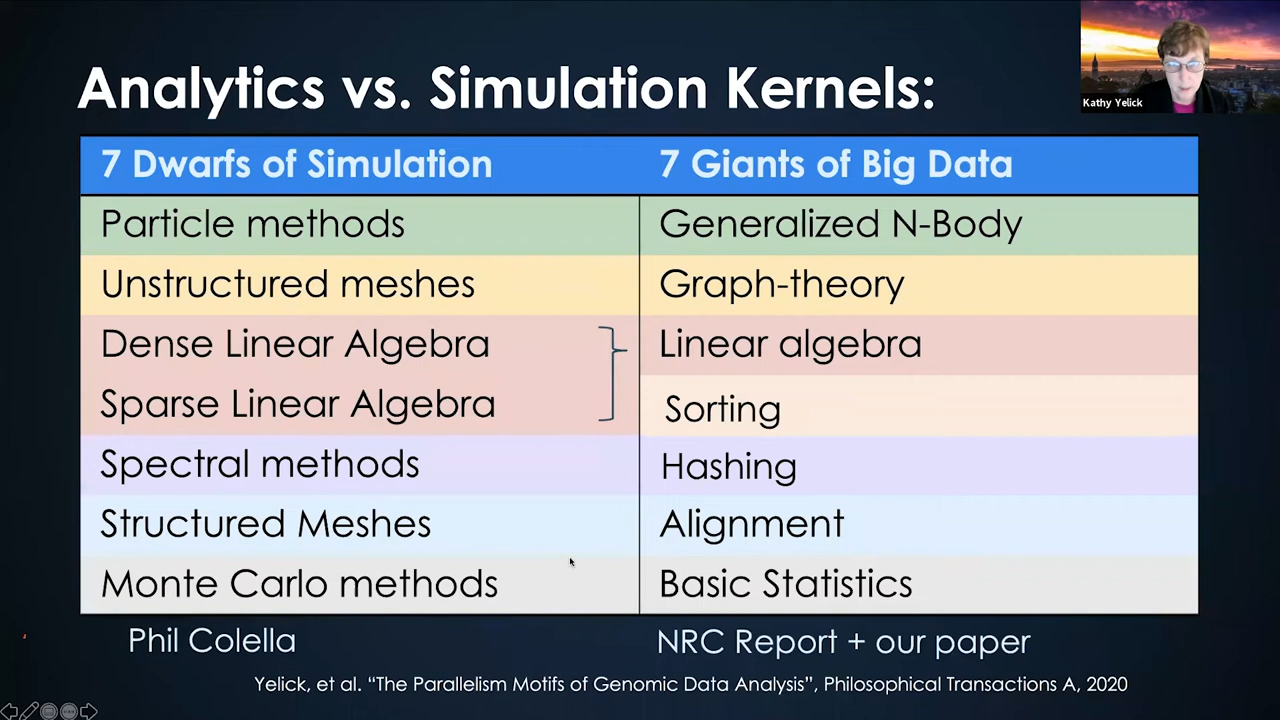 Analytics vs. Simulation Kernels:
Kathy Yelick
7 Dwarfs of Simulation
7 Giants of Big Data
Particle methods
Generalized N-Body
Unstructured meshes
Graph-theory
Dense Linear Algebra
Linear algebra
Sparse Linear Algebra
Sorting
Spectral methods
Hashing
Structured Meshes
Alignment
Monte Carlo methods
Basic Statistics
Phil Colella
NRC Report + our paper
Yelick, et al. “The Parallelism Motifs of Genomic Data Analysis”, Philosophical Transactions A, 2020